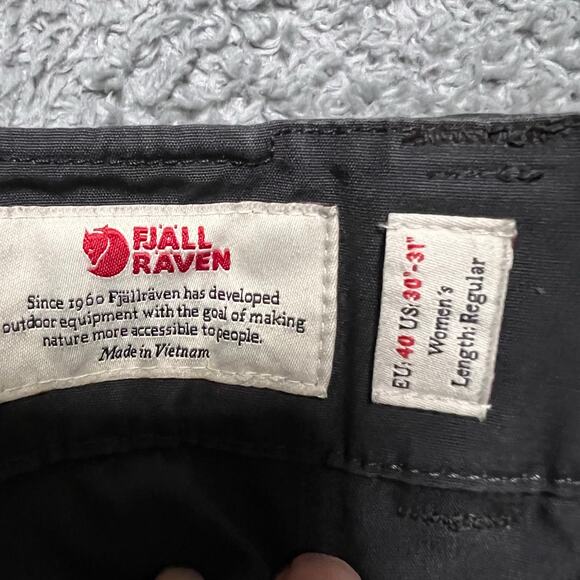 FJÄLL
RÄVEN
Since 1960 Fjällräven has developed
outdoor equipment with the goal of making
nature more accessible to people.
Made in Vietnam
EU: 40 US: 30"-31"
Women's
Length: Regular